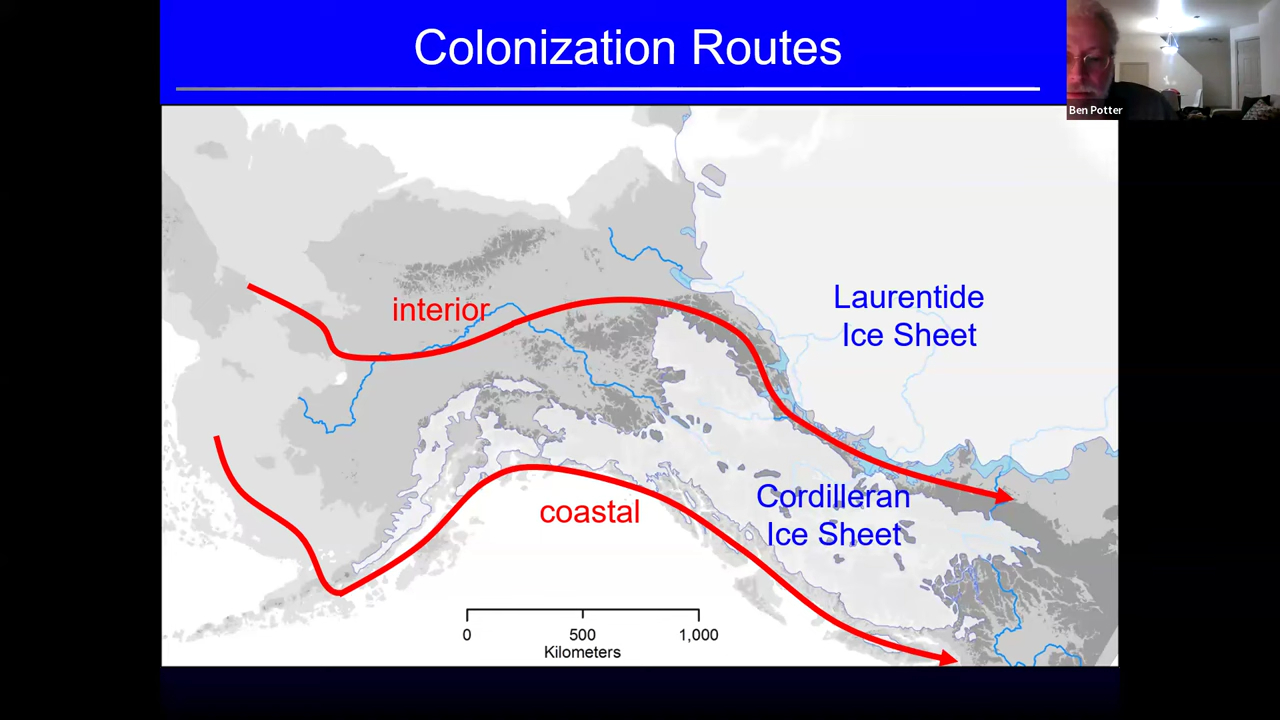 Colonization Routes
Ben Potter
interior
Laurentide
Ice Sheet
coastal
Cordilleran
Ice Sheet
0 500 1,000
Kilometers